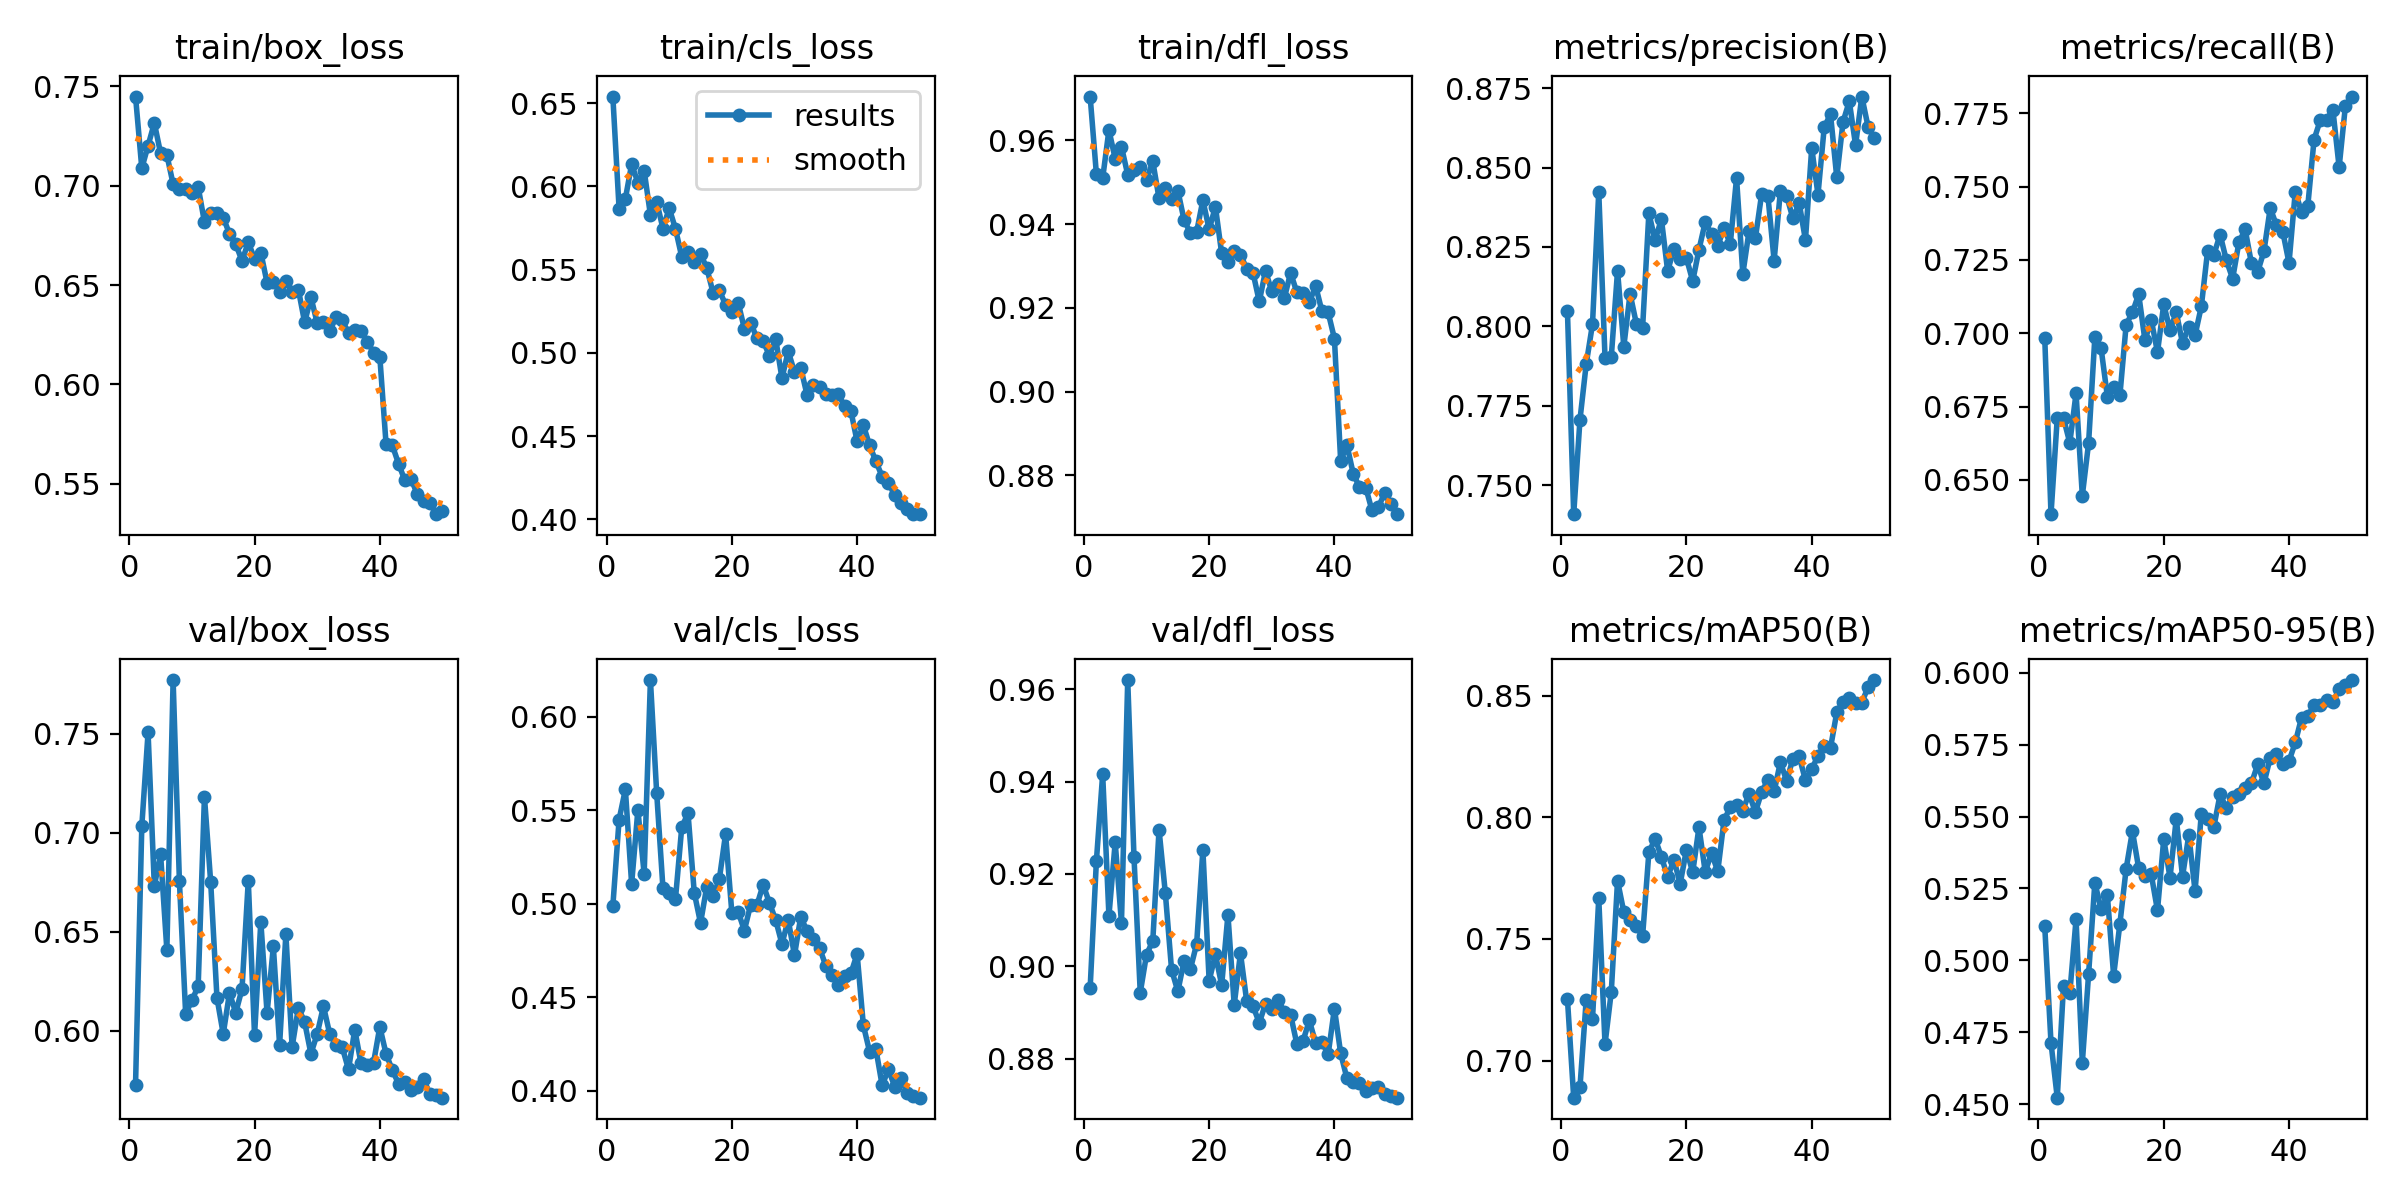 train/box_loss
0.75
0.70
0.65
0.60
0.55
0 20 40
train/cls_loss
results
smooth
0.65
0.60
0.55
0.50
0.45
0.40
0 20 40
train/dfl_loss
0.96
0.94
0.92
0.90
0.88
0 20 40
metrics/precision(B)
0.875
0.850
0.825
0.800
0.775
0.750
0 20 40
metrics/recall(B)
0.775
0.750
0.725
0.700
0.675
0.650
0 20 40
val/box_loss
0.75
0.70
0.65
0.60
0 20 40
val/cls_loss
0.60
0.55
0.50
0.45
0.40
0 20 40
val/dfl_loss
0.96
0.94
0.92
0.90
0.88
0 20 40
metrics/mAP50(B)
0.85
0.80
0.75
0.70
0 20 40
metrics/mAP50-95(B)
0.600
0.575
0.550
0.525
0.500
0.475
0.450
0 20 40